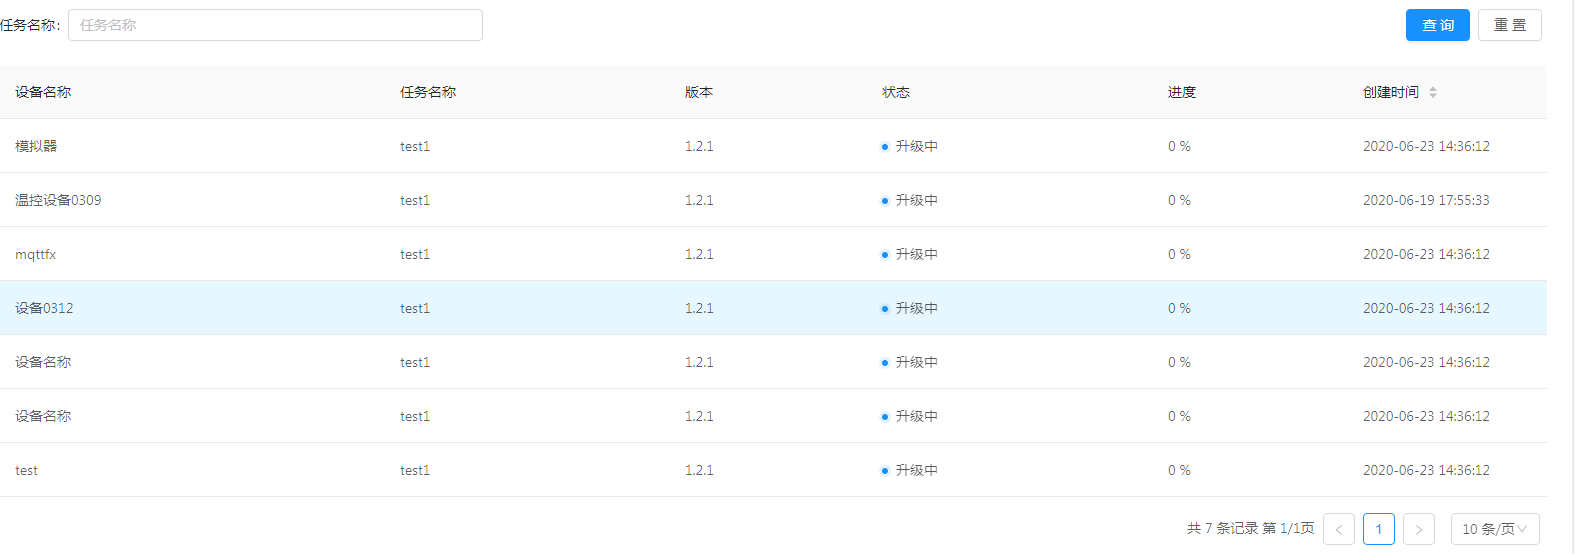 任务名称: 任务名称 查 询 重 置
设备名称 任务名称 版本 状态 进度 创建时间
模拟器 test1 1.2.1 升级中 0 % 2020-06-23 14:36:12
温控设备0309 test1 1.2.1 升级中 0 % 2020-06-19 17:55:33
mqttfx test1 1.2.1 升级中 0 % 2020-06-23 14:36:12
设备0312 test1 1.2.1 升级中 0 % 2020-06-23 14:36:12
设备名称 test1 1.2.1 升级中 0 % 2020-06-23 14:36:12
设备名称 test1 1.2.1 升级中 0 % 2020-06-23 14:36:12
test test1 1.2.1 升级中 0 % 2020-06-23 14:36:12
共 7 条记录 第 1/1页 < 1 > 10 条/页